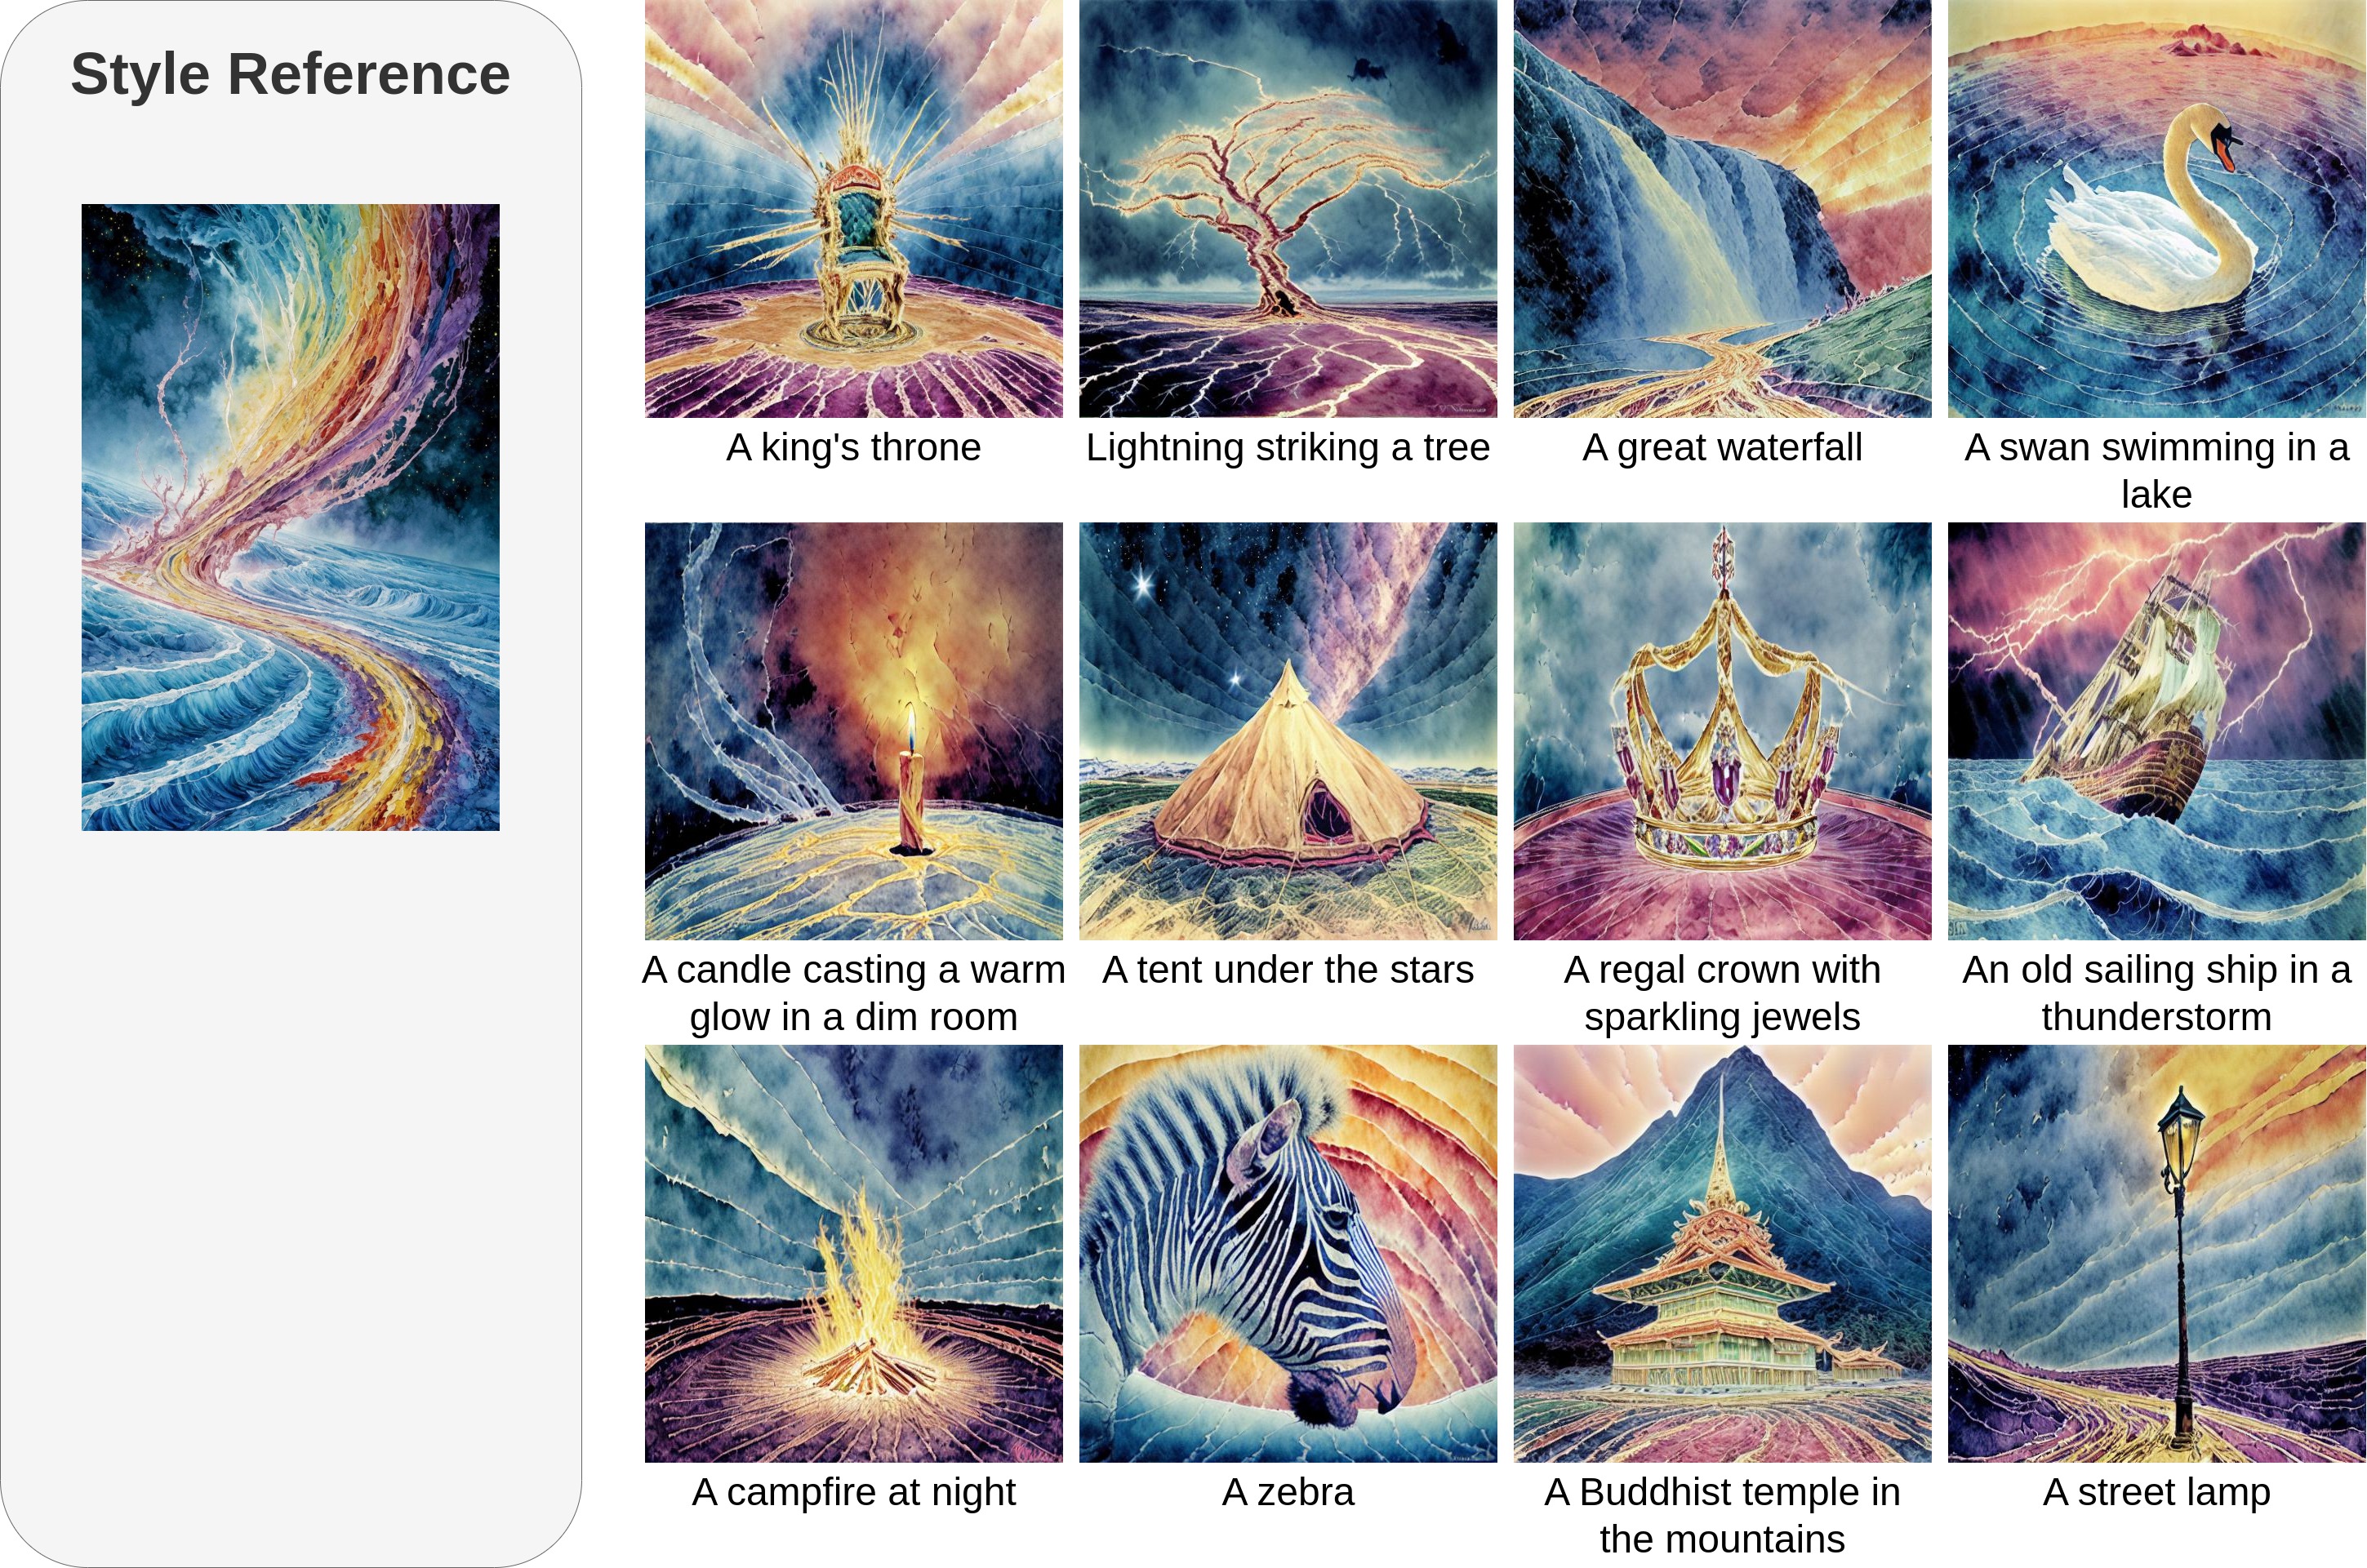 Style Reference
A king's throne
Lightning striking a tree
A great waterfall
A swan swimming in a
lake
A candle casting a warm
glow in a dim room
A tent under the stars
A regal crown with
sparkling jewels
An old sailing ship in a
thunderstorm
A campfire at night
A zebra
A Buddhist temple in
the mountains
A street lamp